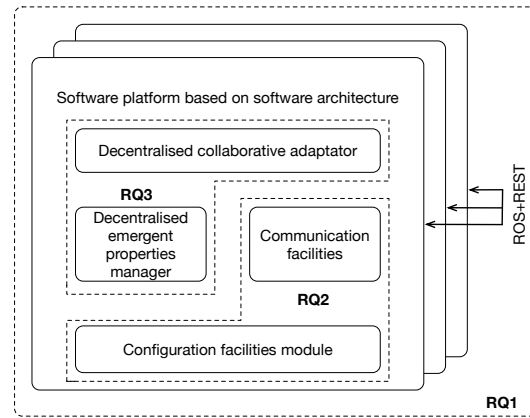 Software platform based on software architecture
Decentralised collaborative adaptator
RQ3
Decentralised
emergent
properties
manager
Communication
facilities
RQ2
Configuration facilities module
ROS+REST
RQ1